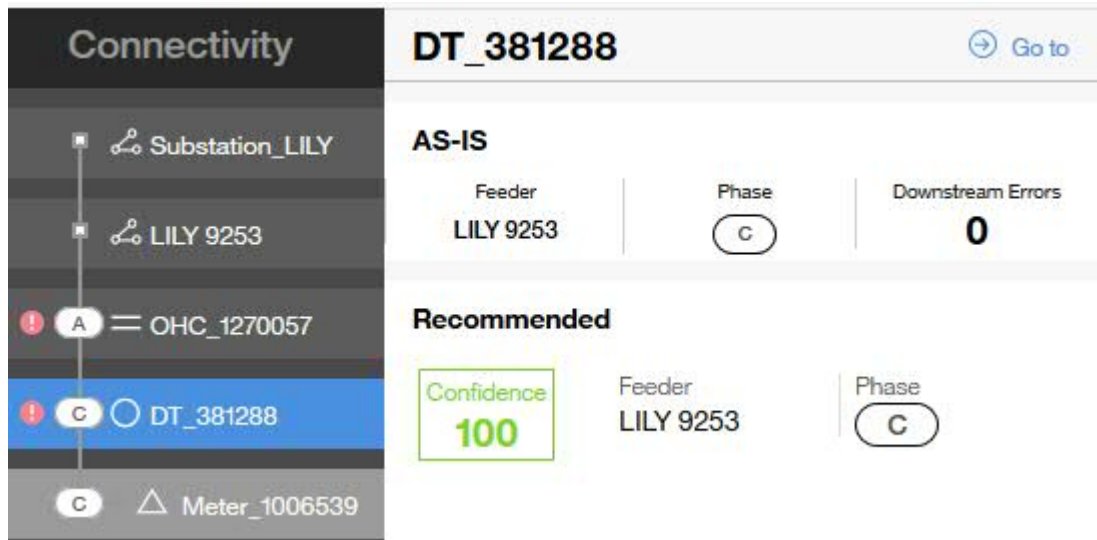 Connectivity
Substation_LILY
LILY 9253
! A OHC_1270057
! C DT_381288
C Meter_1006539
DT_381288 Go to
AS-IS
Feeder Phase Downstream Errors
LILY 9253 C 0
Recommended
Confidence Feeder Phase
100 LILY 9253 C